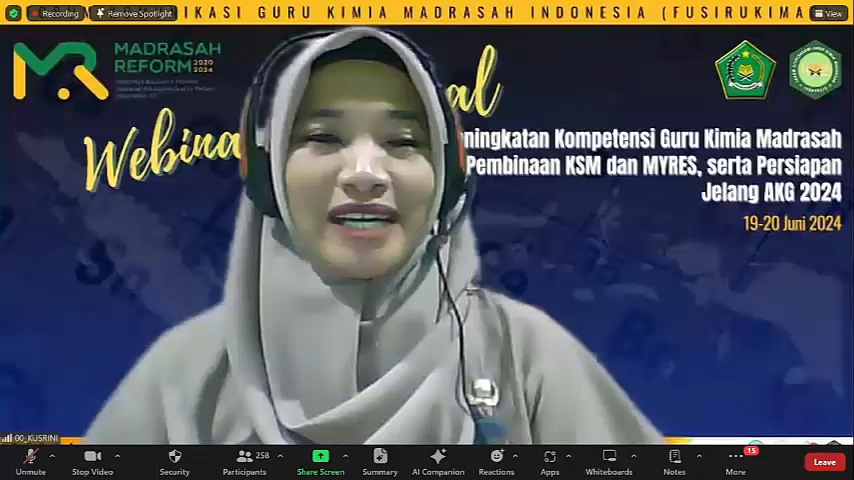 Recording
Remove Spotlight
IKASI GURU KIMIA MADRASAH INDONESIA (FUSIRUKIMA
View
MADRASAH
REFORM 2020
2024
Webina al
ningkatan Kompetensi Guru Kimia Madrasah
Pembinaan KSM dan MYRES, serta Persiapan
Jelang AKG 2024
19-20 Juni 2024
Sn
00_KUSRINI
Unmute
Stop Video
Security
258
Participants
Share Screen
Summary
AI Companion
Reactions
Apps
Whiteboards
Notes
15
More
Leave